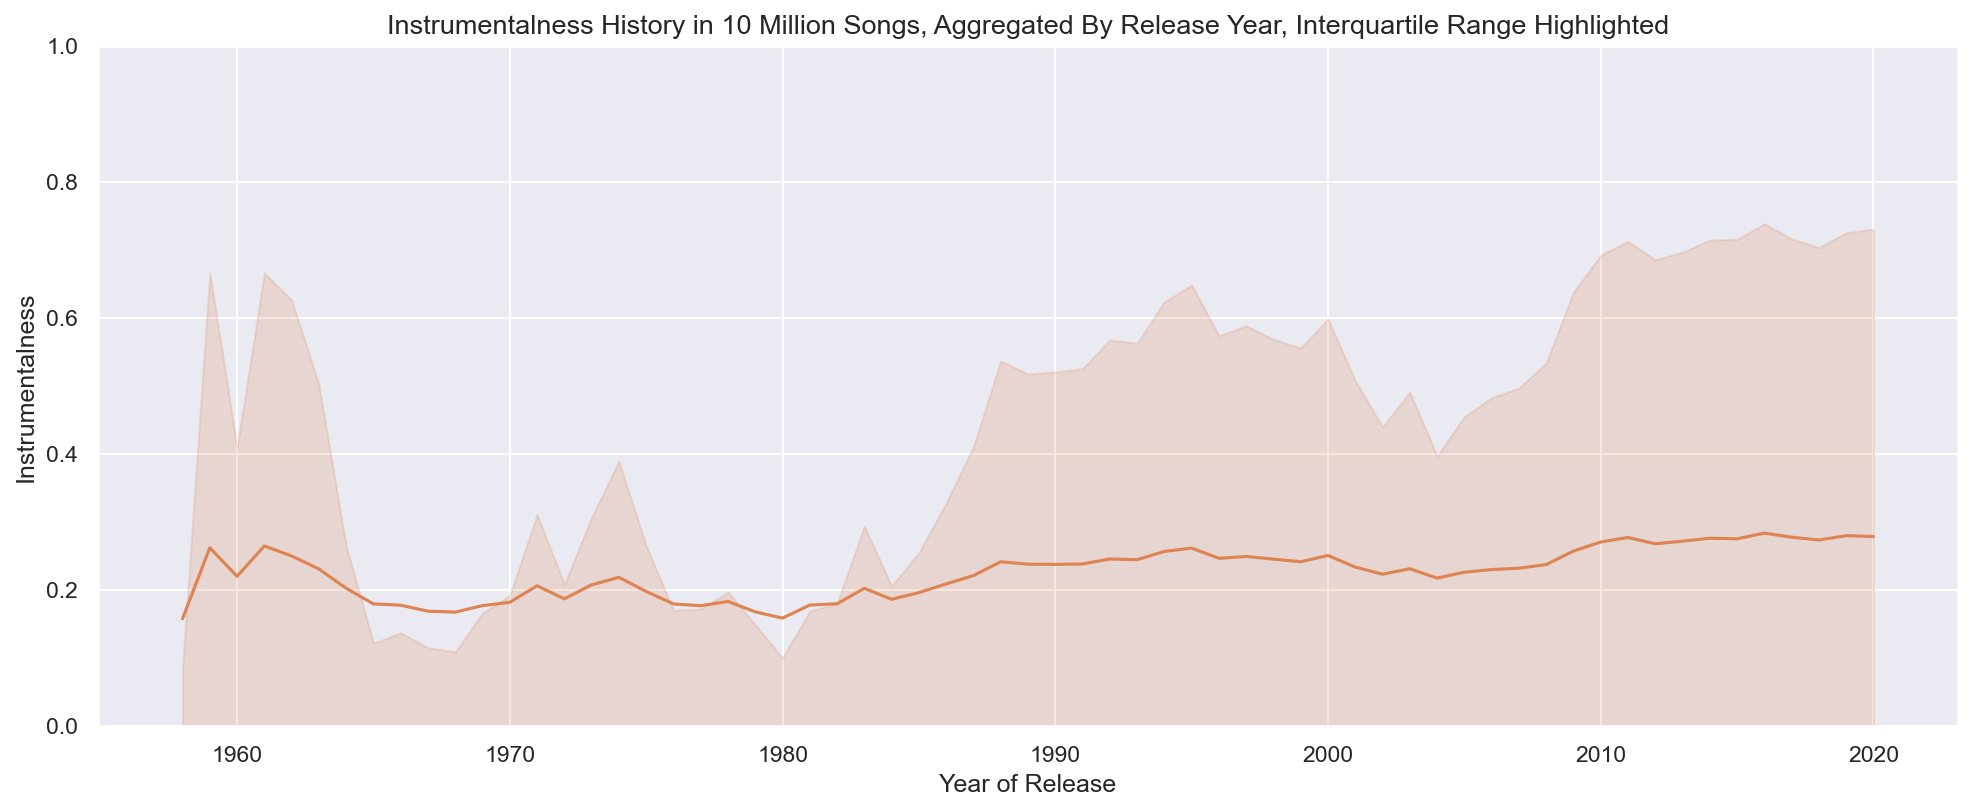 Instrumentalness History in 10 Million Songs, Aggregated By Release Year, Interquartile Range Highlighted
1.0
0.8
0.6
0.4
0.2
0.0
Instrumentalness
1960 1970 1980 1990 2000 2010 2020
Year of Release